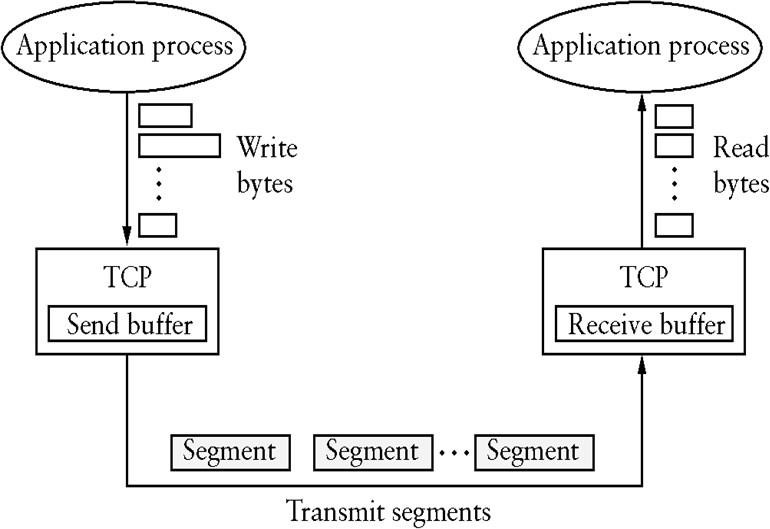 Application process
Application process
Write
bytes
Read
bytes
TCP
TCP
Send buffer
Receive buffer
Segment
Segment
Segment
Transmit segments